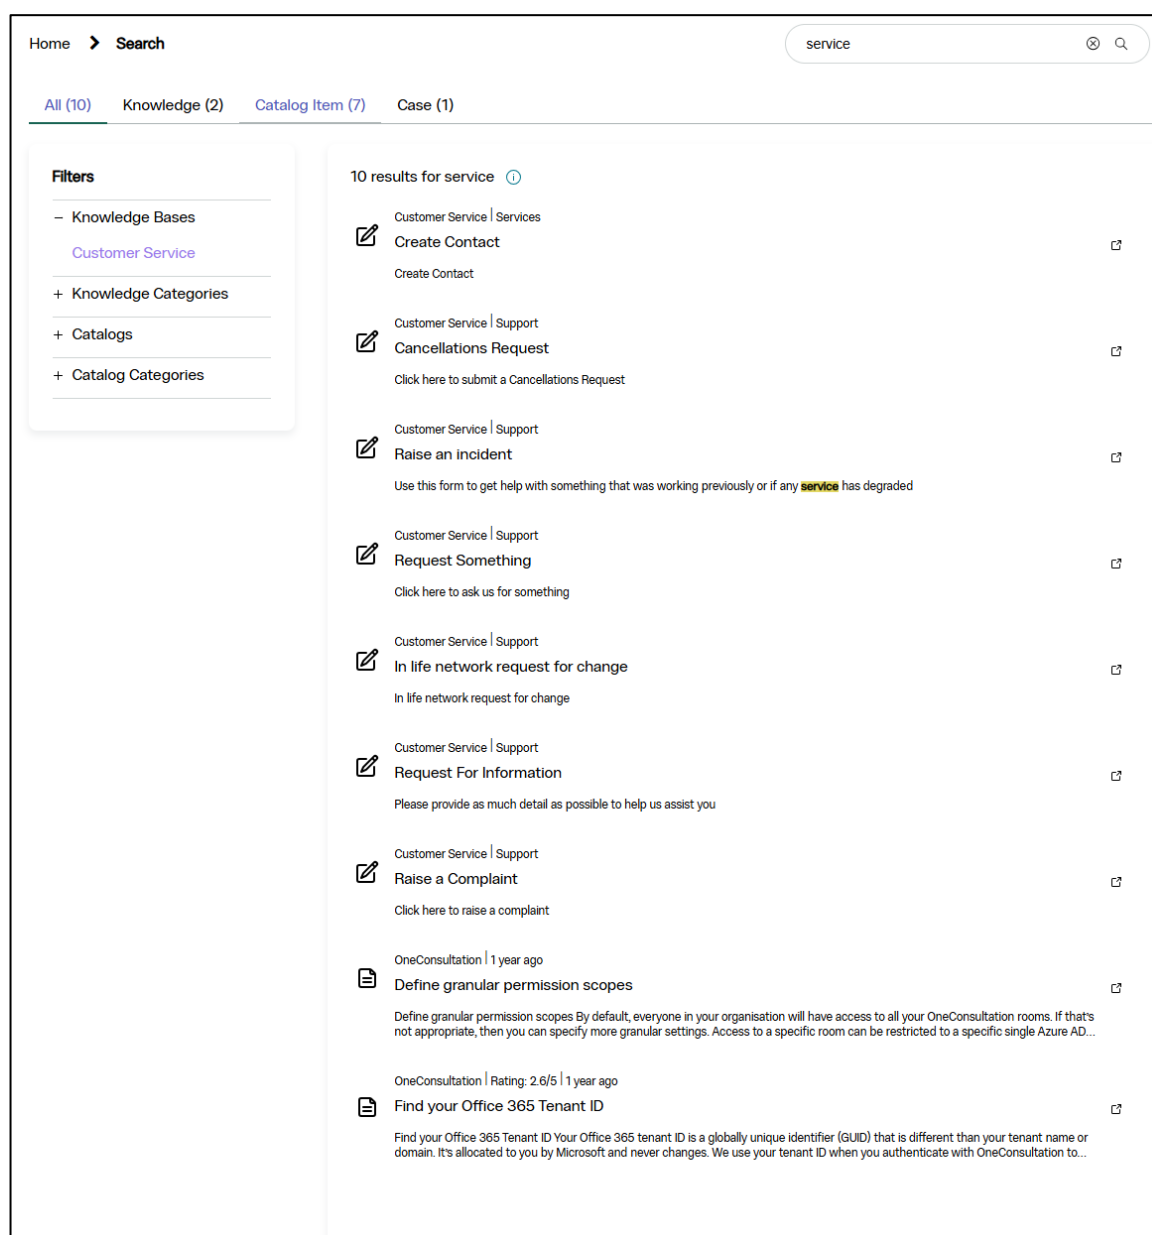 Home Search
service
All (10) Knowledge (2) Catalog Item (7) Case (1)
Filters
− Knowledge Bases
Customer Service
+ Knowledge Categories
+ Catalogs
+ Catalog Categories
10 results for service
Customer Service | Services
Create Contact
Create Contact
Customer Service | Support
Cancellations Request
Click here to submit a Cancellations Request
Customer Service | Support
Raise an incident
Use this form to get help with something that was working previously or if any service has degraded
Customer Service | Support
Request Something
Click here to ask us for something
Customer Service | Support
In life network request for change
In life network request for change
Customer Service | Support
Request For Information
Please provide as much detail as possible to help us assist you
Customer Service | Support
Raise a Complaint
Click here to raise a complaint
OneConsultation | 1 year ago
Define granular permission scopes
Define granular permission scopes By default, everyone in your organisation will have access to all your OneConsultation rooms. If that's
not appropriate, then you can specify more granular settings. Access to a specific room can be restricted to a specific single Azure AD...
OneConsultation | Rating: 2.6/5 | 1 year ago
Find your Office 365 Tenant ID
Find your Office 365 Tenant ID Your Office 365 tenant ID is a globally unique identifier (GUID) that is different than your tenant name or
domain. It's allocated to you by Microsoft and never changes. We use your tenant ID when you authenticate with OneConsultation to...